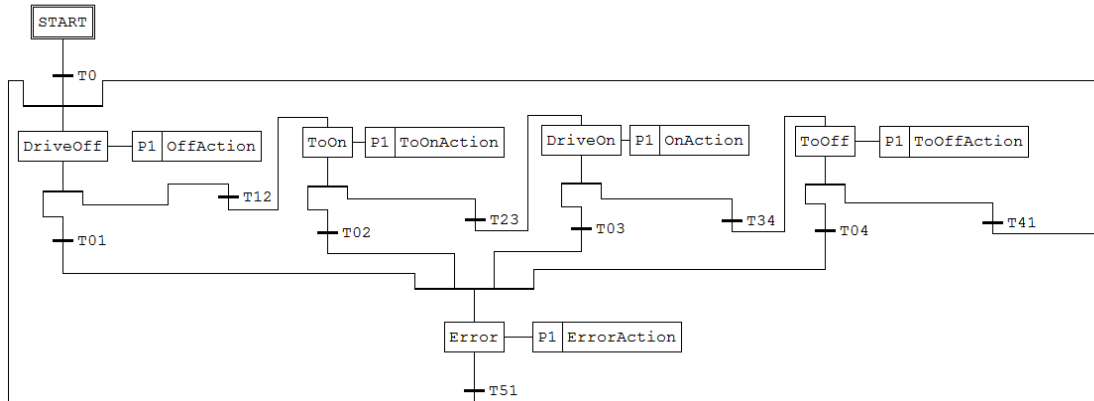 START
T0
DriveOff P1 OffAction
ToOn P1 ToOnAction
DriveOn P1 OnAction
ToOff P1 ToOffAction
T12
T23
T34
T41
T01
T02
T03
T04
Error P1 ErrorAction
T51